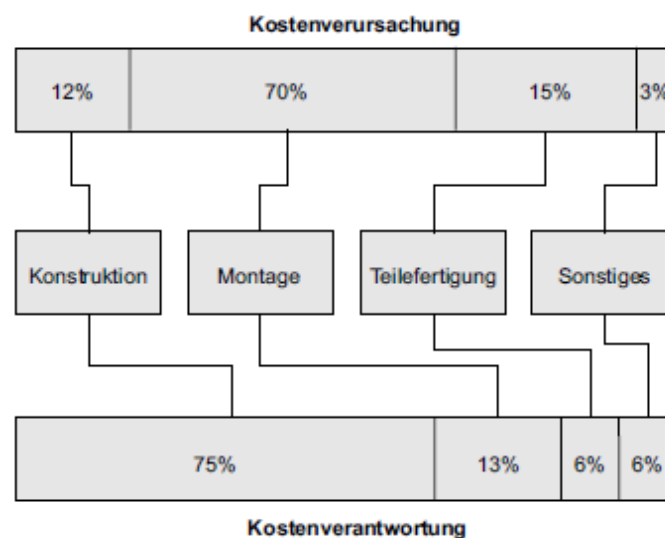 Kostenverursachung
12% 70% 15% 3%
Konstruktion Montage Teilefertigung Sonstiges
75% 13% 6% 6%
Kostenverantwortung